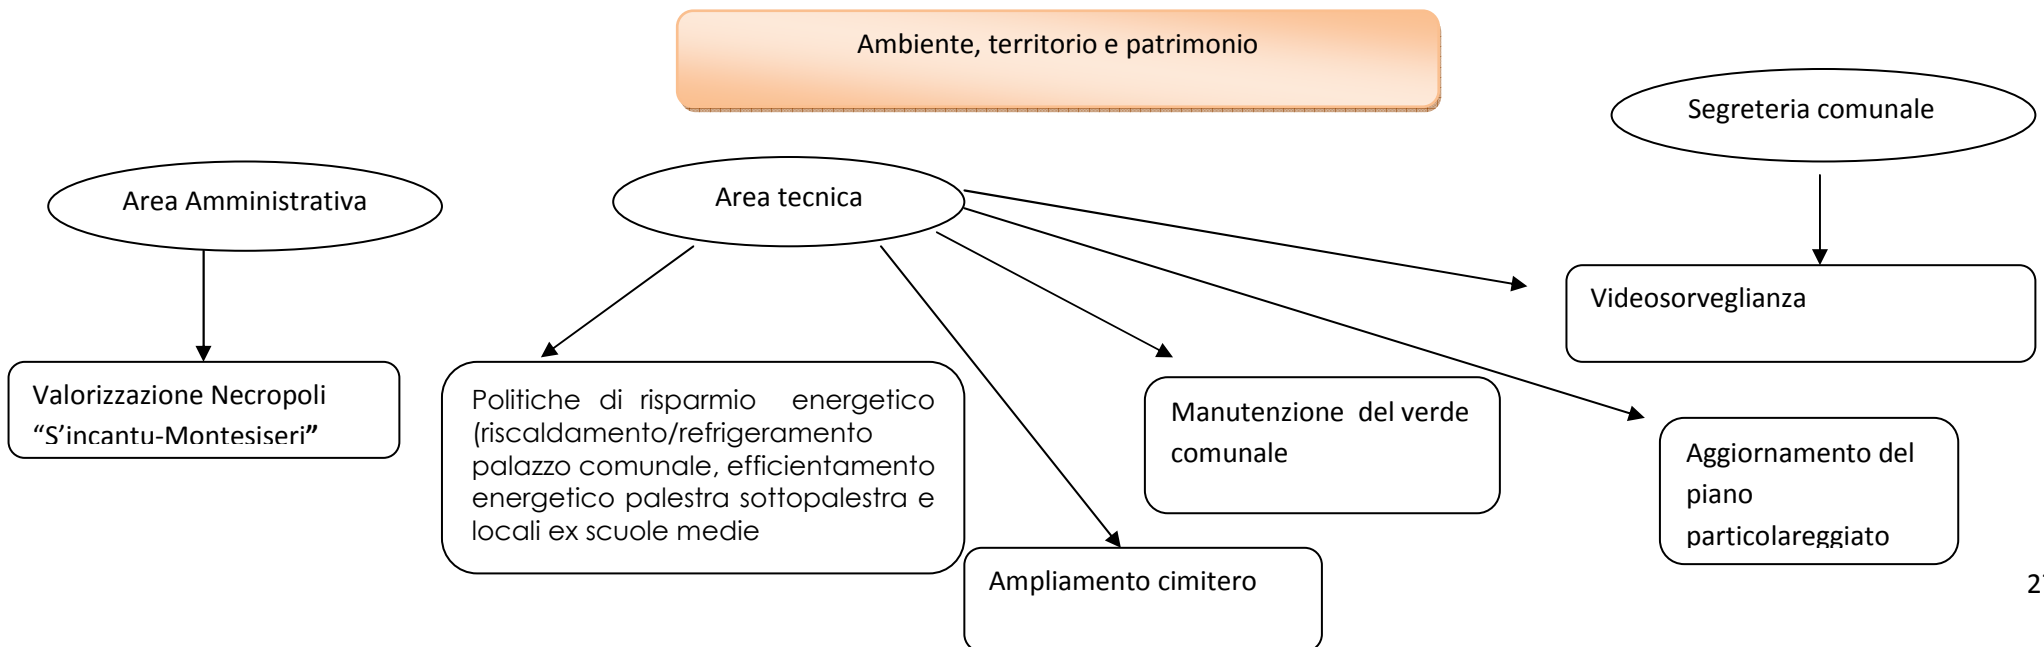 Ambiente, territorio e patrimonio
Segreteria comunale
Area Amministrativa
Area tecnica
Videosorveglianza
Valorizzazione Necropoli
“S’incantu-Montesiseri”
Politiche di risparmio energetico
(riscaldamento/refrigeramento
palazzo comunale, efficientamento
energetico palestra sottopalestra e
locali ex scuole medie
Manutenzione del verde
comunale
Aggiornamento del
piano
particolareggiato
Ampliamento cimitero